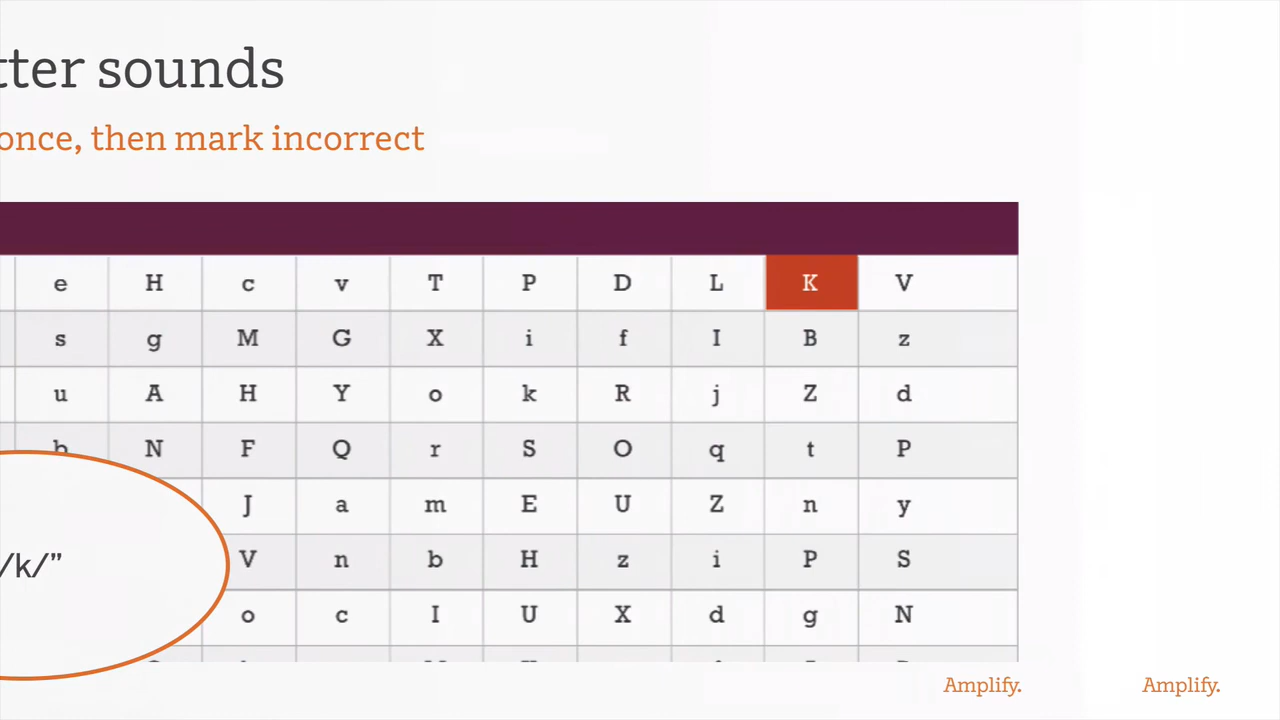 tter sounds
once, then mark incorrect
e H c v T P D L K V
s g M G X i f I B z
u A H Y o k R j Z d
b N F Q r S O q t P
J a m E U Z n y
/k/” V n b H z i P S
o c I U X d g N
Amplify. Amplify.